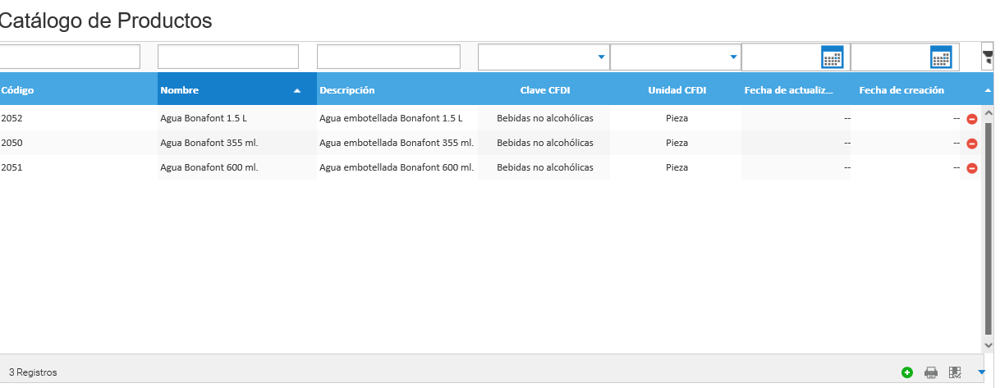 Catálogo de Productos
Código Nombre Descripción Clave CFDI Unidad CFDI Fecha de actualiz... Fecha de creación
2052 Agua Bonafont 1.5 L Agua embotellada Bonafont 1.5 L Bebidas no alcohólicas Pieza -- --
2050 Agua Bonafont 355 ml. Agua embotellada Bonafont 355 ml. Bebidas no alcohólicas Pieza -- --
2051 Agua Bonafont 600 ml. Agua embotellada Bonafont 600 ml. Bebidas no alcohólicas Pieza -- --
3 Registros